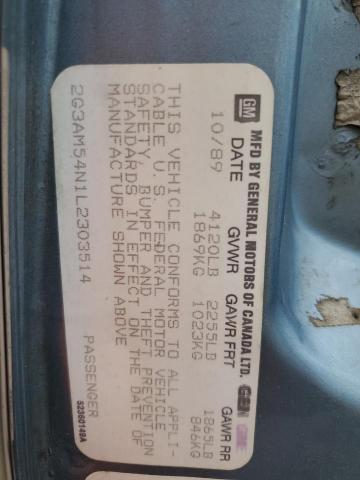 GM MFD BY GENERAL MOTORS OF CANADA LTD.
DATE GVWR GAWR FRT GAWR RR
10/89 4120LB 2255LB 1865LB
1869KG 1023KG 846KG
THIS VEHICLE CONFORMS TO ALL APPLI-
CABLE U. S. FEDERAL MOTOR VEHICLE
SAFETY, BUMPER AND THEFT PREVENTION
STANDARDS IN EFFECT ON THE DATE OF
MANUFACTURE SHOWN ABOVE
2G3AM54N1L2303514 PASSENGER
52360149A